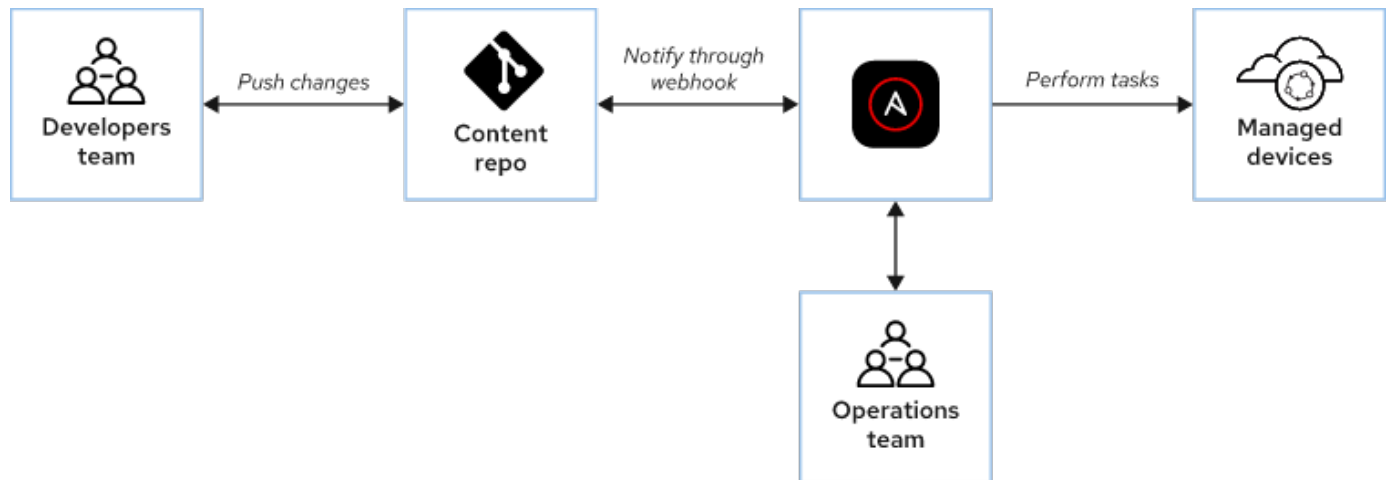 Developers
team
Push changes
Content
repo
Notify through
webhook
Perform tasks
Managed
devices
Operations
team